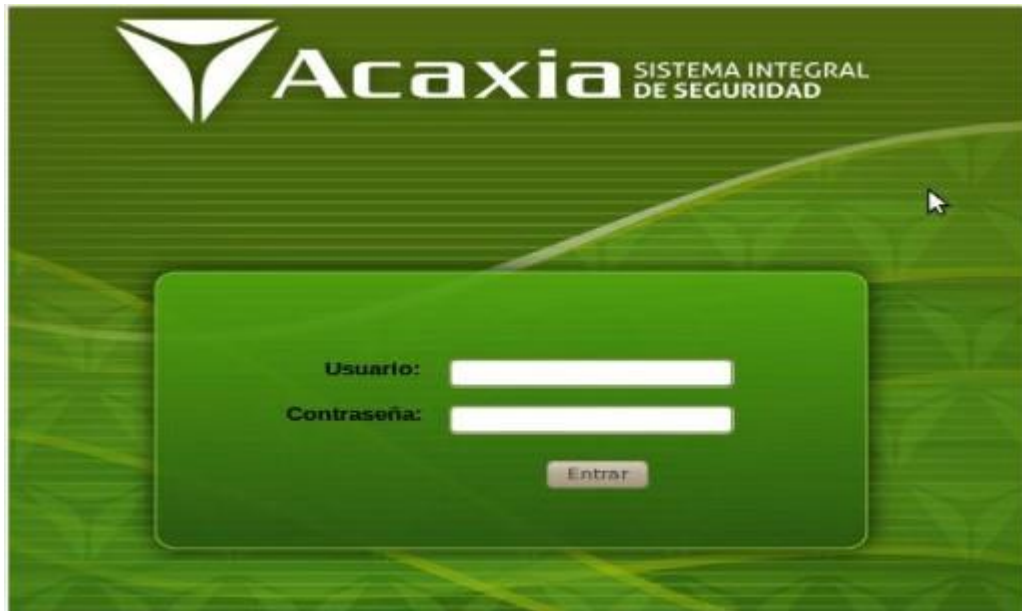 Acaxia
SISTEMA INTEGRAL
DE SEGURIDAD
Usuario:
Contraseña:
Entrar